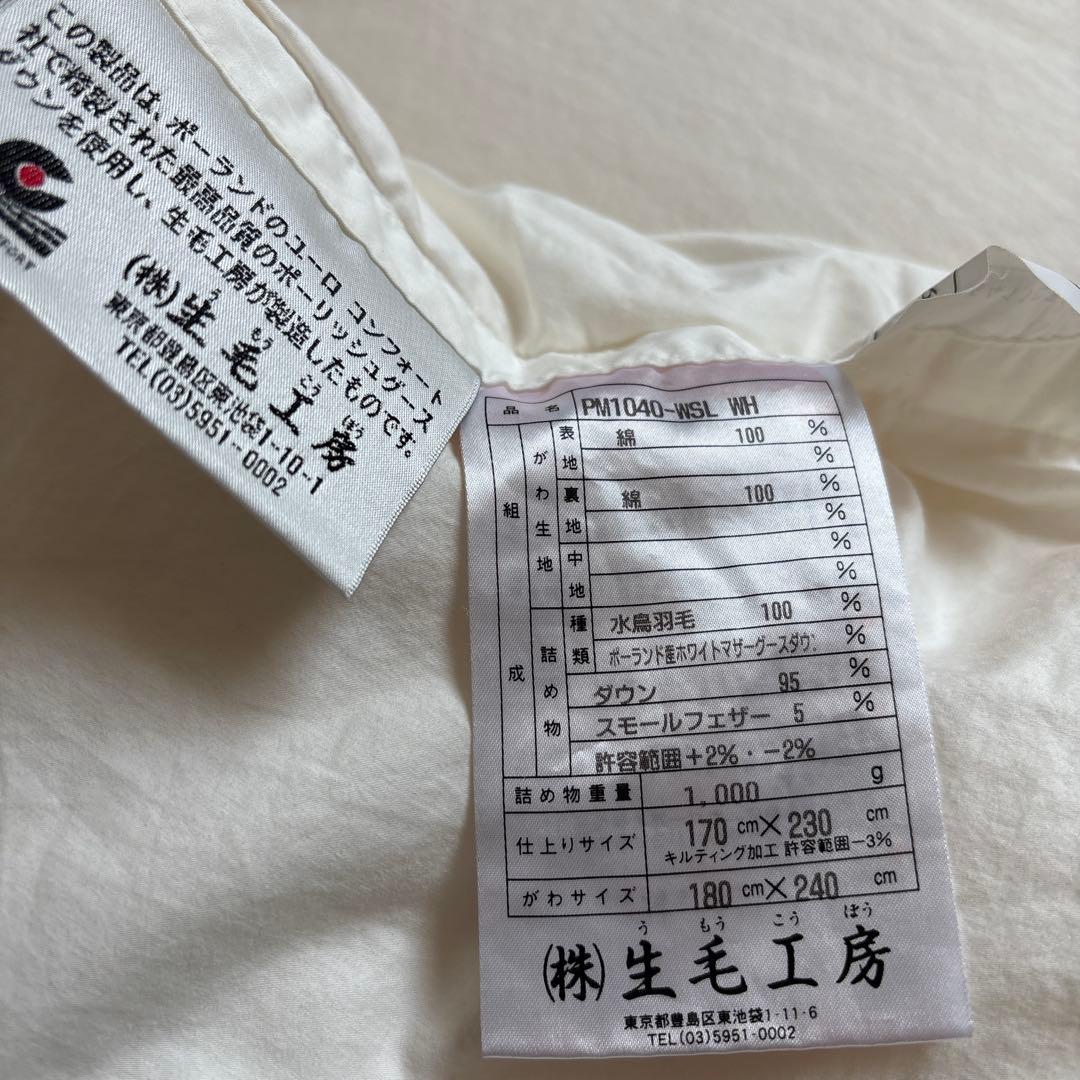 この製品は、ポーランドのユーロ コンフォート
社で精製された最高品質のポーリッシュグース
ダウンを使用し、生毛工房が製造したものです。
う もう こう ぼう
(株)生毛工房
東京都豊島区東池袋1-10-1
TEL(03)5951-0002
品名 PM1040-WSL WH
組成 がわ生地 表地 綿 100 %
%
裏地 綿 100 %
%
中地 %
%
詰め物 種類 水鳥羽毛 100 %
ポーランド産ホワイトマザーグースダウン %
ダウン 95 %
スモールフェザー 5 %
許容範囲+2%・-2%
詰め物重量 1,000 g
仕上りサイズ 170 cm×230 cm
キルティング加工 許容範囲-3%
がわサイズ 180 cm×240 cm
う もう こう ぼう
(株)生毛工房
東京都豊島区東池袋1-11-6
TEL(03)5951-0002